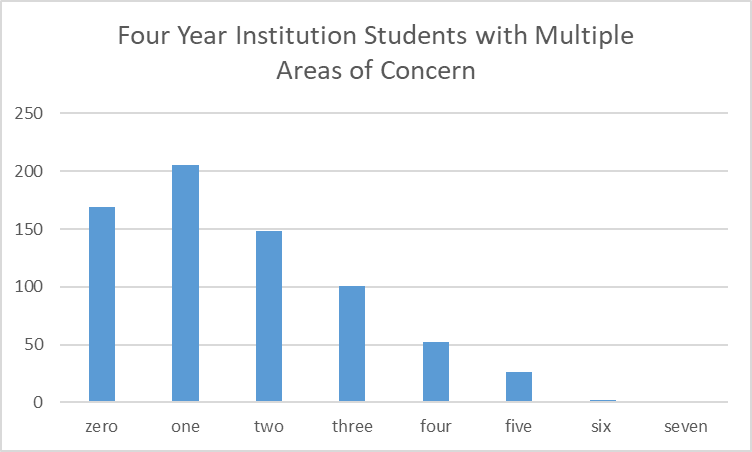 Four Year Institution Students with Multiple
Areas of Concern
250
200
150
100
50
0
zero one two three four five six seven